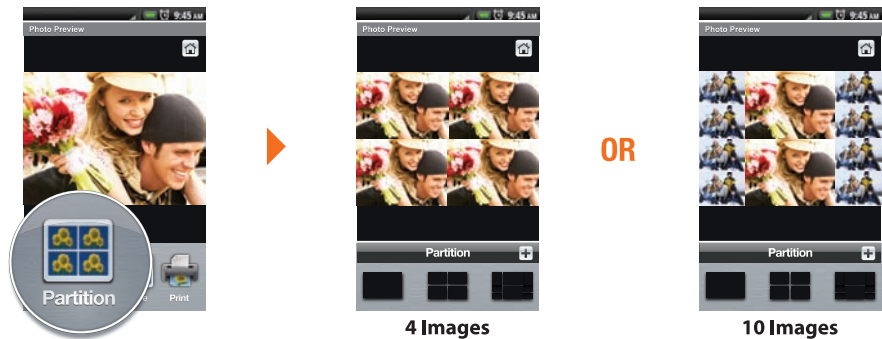 9:45 AM
Photo Preview
Partition
Print
9:45 AM
Photo Preview
Partition
4 Images
OR
9:45 AM
Photo Preview
Partition
10 Images